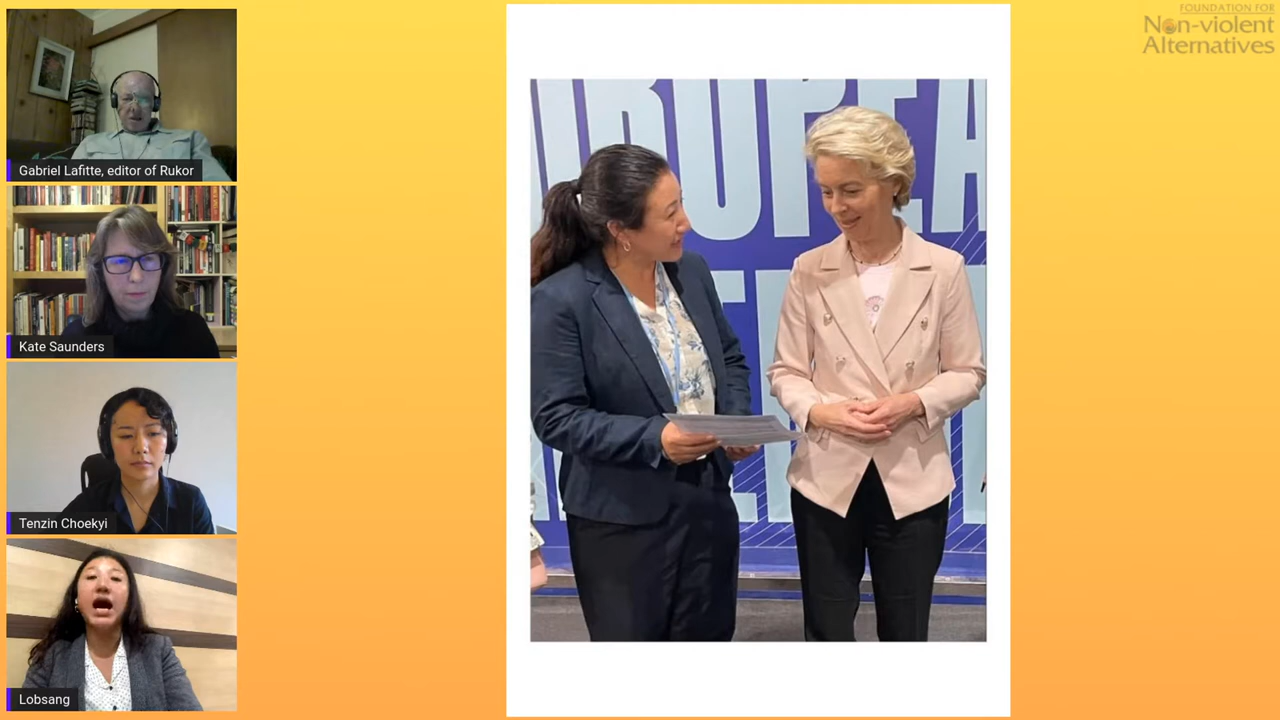 FOUNDATION FOR
Non-violent
Alternatives
Gabriel Lafitte, editor of Rukor
Kate Saunders
Tenzin Choekyi
Lobsang